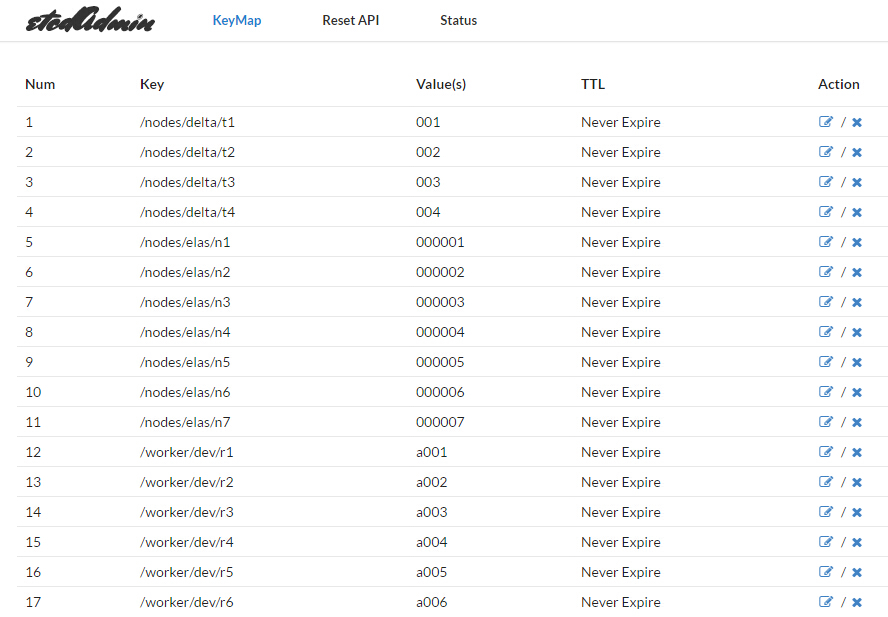 etcdAdmin KeyMap Reset API Status
Num Key Value(s) TTL Action
1 /nodes/delta/t1 001 Never Expire /
2 /nodes/delta/t2 002 Never Expire /
3 /nodes/delta/t3 003 Never Expire /
4 /nodes/delta/t4 004 Never Expire /
5 /nodes/elas/n1 000001 Never Expire /
6 /nodes/elas/n2 000002 Never Expire /
7 /nodes/elas/n3 000003 Never Expire /
8 /nodes/elas/n4 000004 Never Expire /
9 /nodes/elas/n5 000005 Never Expire /
10 /nodes/elas/n6 000006 Never Expire /
11 /nodes/elas/n7 000007 Never Expire /
12 /worker/dev/r1 a001 Never Expire /
13 /worker/dev/r2 a002 Never Expire /
14 /worker/dev/r3 a003 Never Expire /
15 /worker/dev/r4 a004 Never Expire /
16 /worker/dev/r5 a005 Never Expire /
17 /worker/dev/r6 a006 Never Expire /